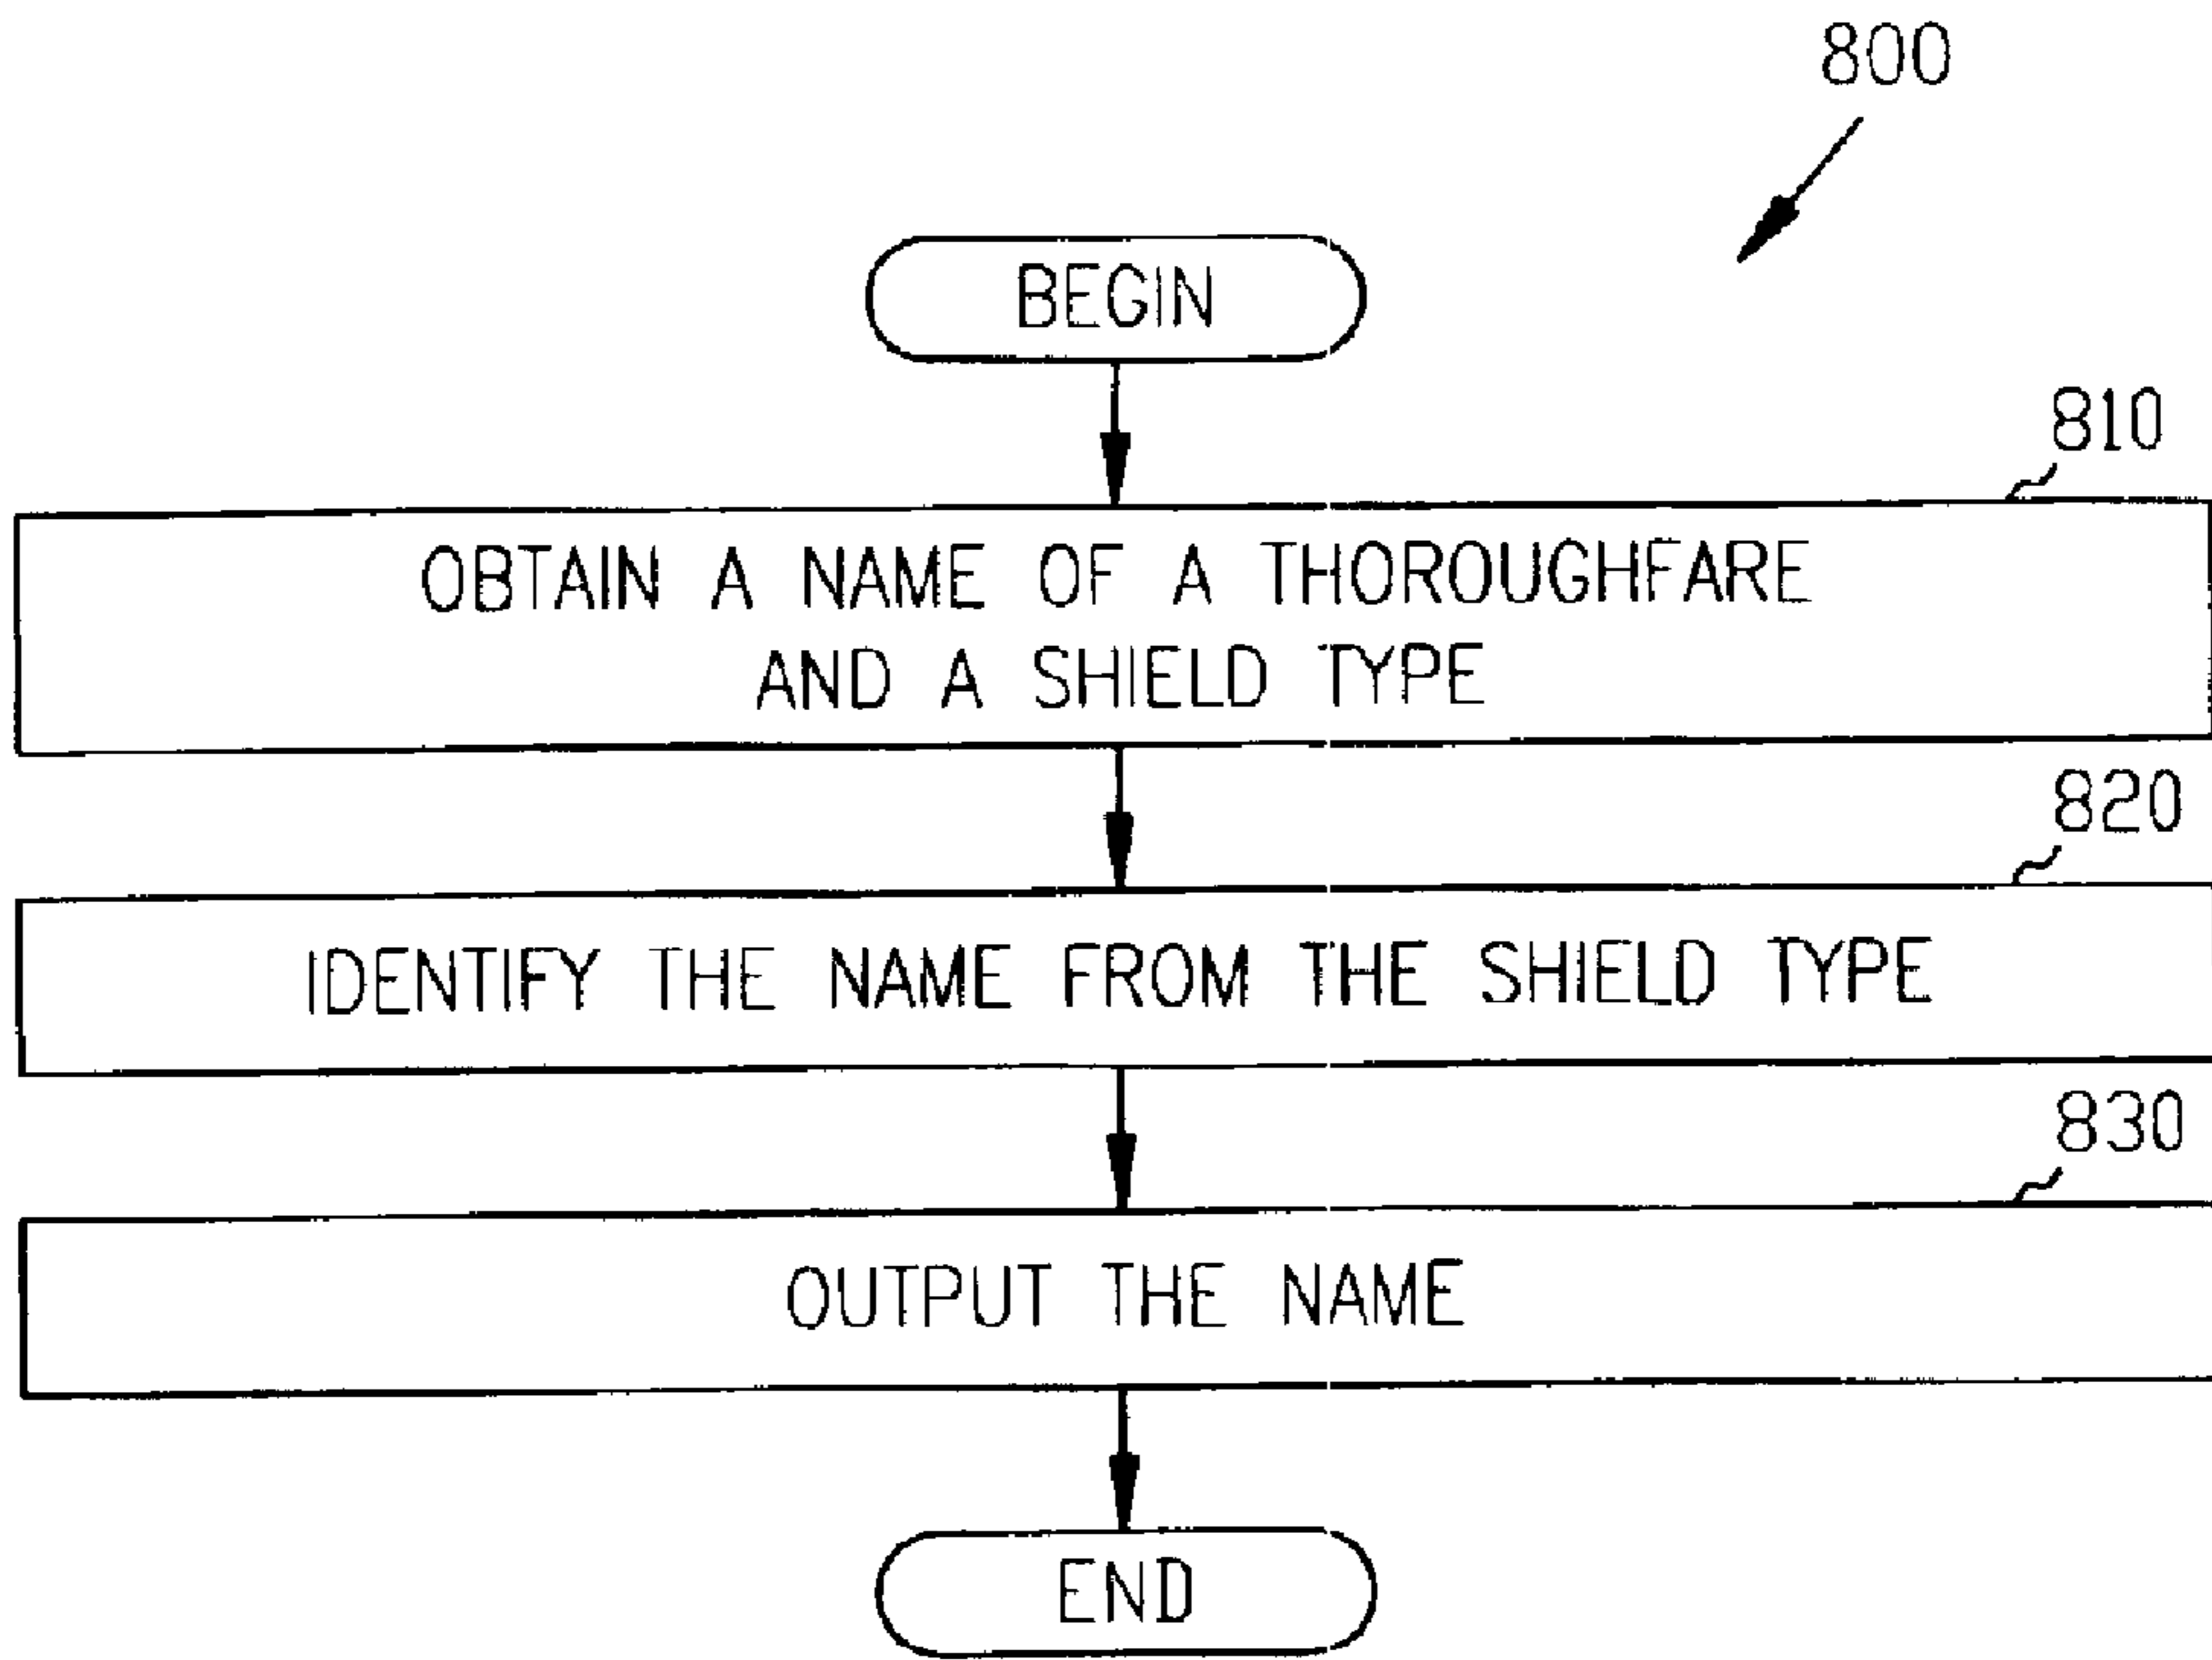 800
BEGIN
810
OBTAIN A NAME OF A THOROUGHFARE
AND A SHIELD TYPE
820
IDENTIFY THE NAME FROM THE SHIELD TYPE
830
OUTPUT THE NAME
END